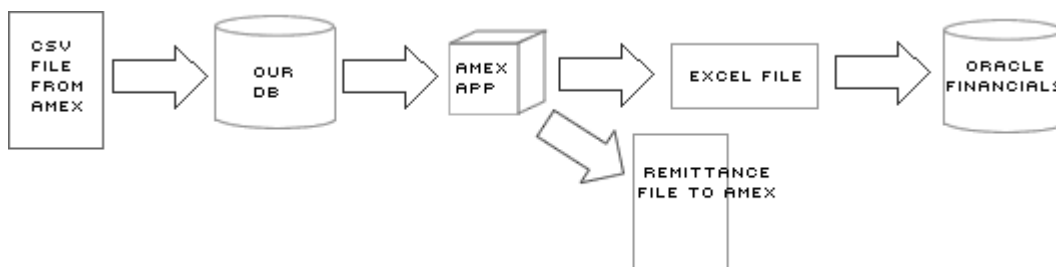 CSV
FILE
FROM
AMEX
OUR
DB
AMEX
APP
EXCEL FILE
ORACLE
FINANCIALS
REMITTANCE
FILE TO AMEX